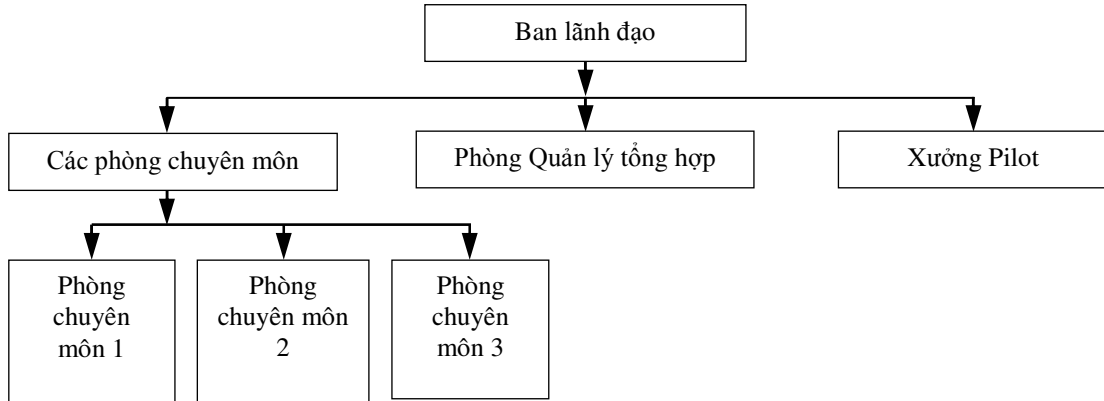 Ban lãnh đạo
Các phòng chuyên môn
Phòng Quản lý tổng hợp
Xưởng Pilot
Phòng
chuyên
môn 1
Phòng
chuyên môn
2
Phòng
chuyên
môn 3